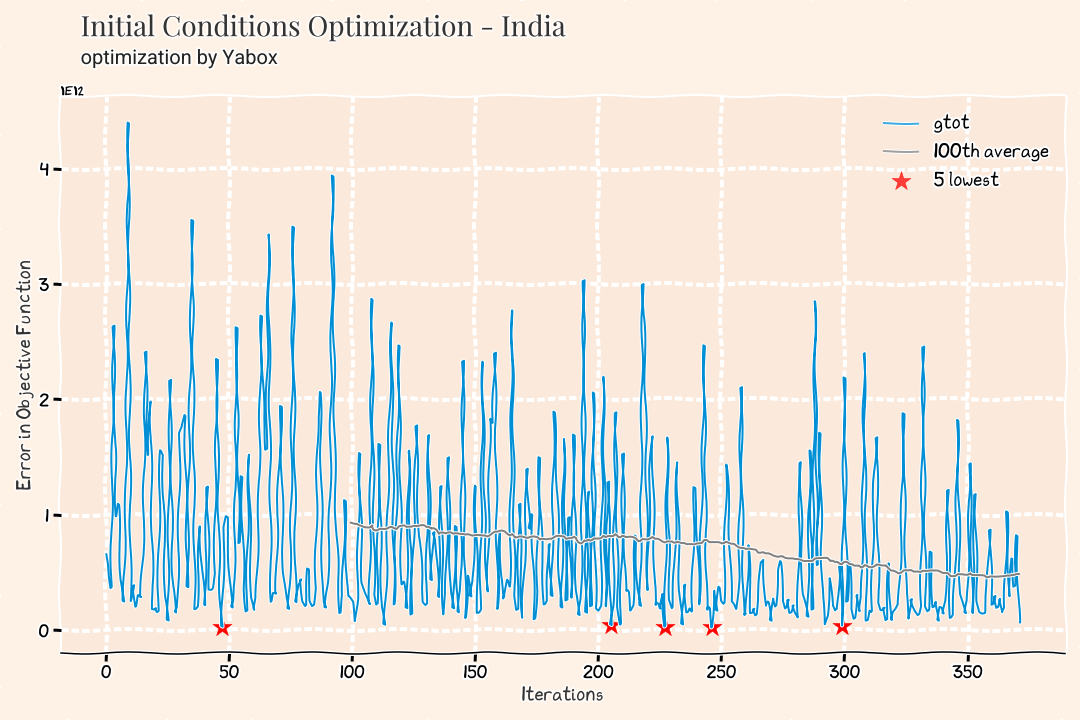 Initial Conditions Optimization - India
optimization by Yabox
1E12
gtot
100th average
5 lowest
4
3
2
1
0
Error in Objective Function
0 50 100 150 200 250 300 350
Iterations